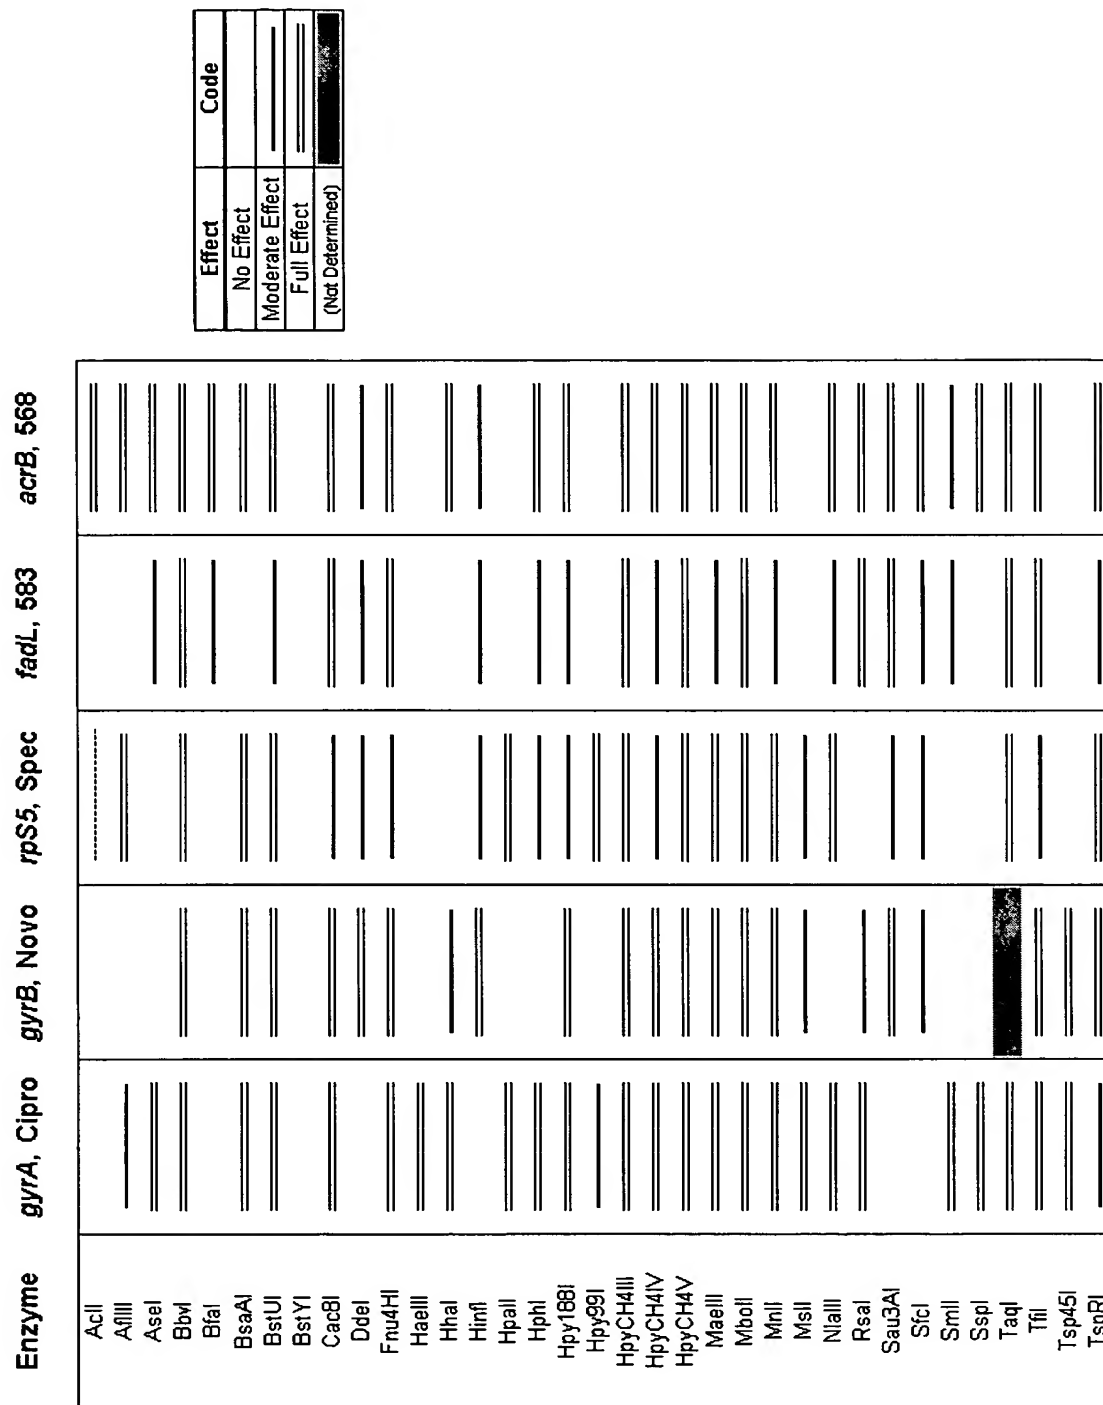 Effect Code
No Effect
Moderate Effect
Full Effect
(Not Determined)
Enzyme gyrA, Cipro gyrB, Novo rpS5, Spec fadL, 583 acrB, 568
AclI
AflIII
AseI
BbvI
BfaI
BsaAI
BstUI
BstYI
Cac8I
DdeI
Fnu4HI
HaeIII
HhaI
HinfI
HpaII
HphI
Hpy188I
Hpy99I
HpyCH4III
HpyCH4IV
HpyCH4V
MaeIII
MboII
MnlI
MslI
NlaIII
RsaI
Sau3AI
SfcI
SmlI
SspI
TaqI
TfiI
Tsp45I
TspRI